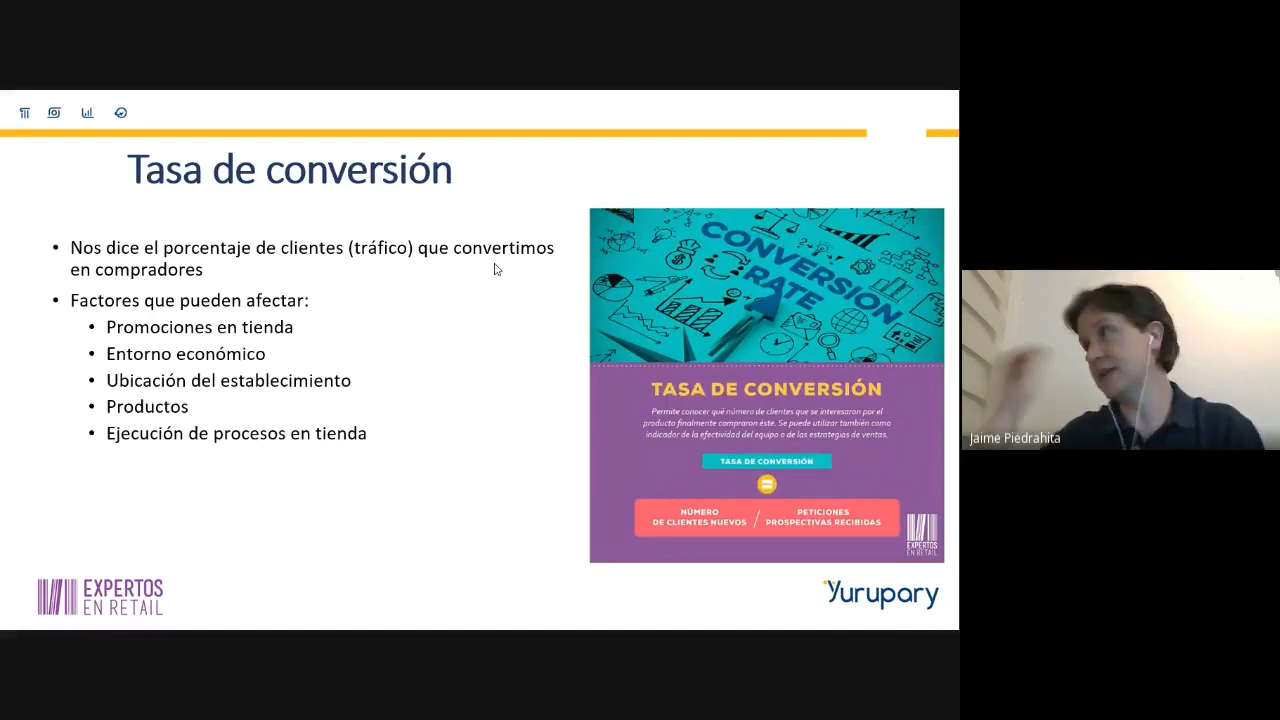 Tasa de conversión
• Nos dice el porcentaje de clientes (tráfico) que convertimos
en compradores
• Factores que pueden afectar:
• Promociones en tienda
• Entorno económico
• Ubicación del establecimiento
• Productos
• Ejecución de procesos en tienda
CONVERSION
RATE
TASA DE CONVERSIÓN
Permite conocer qué número de clientes que se interesaron por el
producto finalmente compraron éste. Se puede utilizar también como
indicador de la efectividad del equipo o de las estrategias de ventas.
TASA DE CONVERSIÓN
=
NÚMERO
DE CLIENTES NUEVOS
/
PETICIONES
PROSPECTIVAS RECIBIDAS
EXPERTOS
EN RETAIL
EXPERTOS
EN RETAIL
Yurupary
Jaime Piedrahita